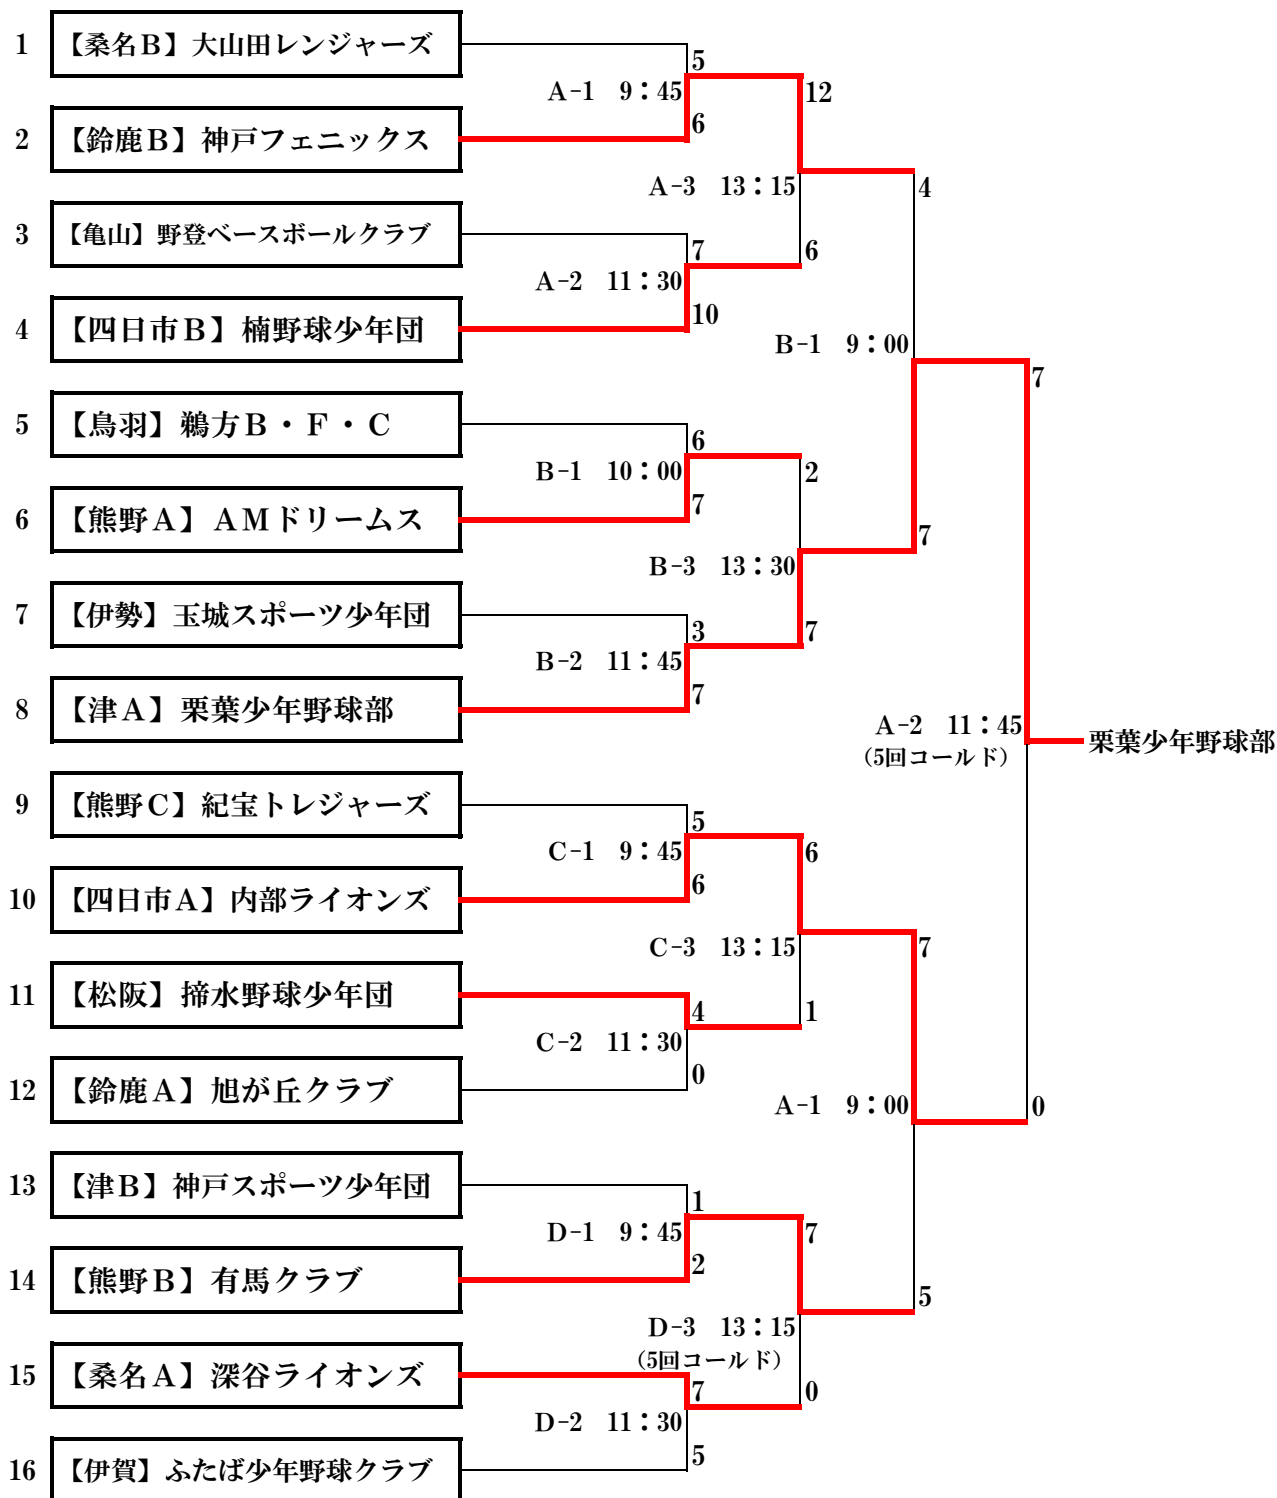 1 【桑名Ｂ】大山田レンジャーズ
5
A-1 9：45
12
2 【鈴鹿Ｂ】神戸フェニックス
6
A-3 13：15
4
3 【亀山】野登ベースボールクラブ
7
6
A-2 11：30
4 【四日市Ｂ】楠野球少年団
10
B-1 9：00
7
5 【鳥羽】鵜方Ｂ・Ｆ・Ｃ
6
B-1 10：00
2
6 【熊野Ａ】ＡＭドリームス
7
7
B-3 13：30
7 【伊勢】玉城スポーツ少年団
3
7
B-2 11：45
8 【津Ａ】栗葉少年野球部
7
A-2 11：45
（5回コールド）
栗葉少年野球部
9 【熊野Ｃ】紀宝トレジャーズ
5
C-1 9：45
6
10 【四日市Ａ】内部ライオンズ
6
C-3 13：15
7
11 【松阪】揥水野球少年団
4
1
C-2 11：30
12 【鈴鹿Ａ】旭が丘クラブ
0
A-1 9：00
0
13 【津Ｂ】神戸スポーツ少年団
1
D-1 9：45
7
14 【熊野Ｂ】有馬クラブ
2
5
D-3 13：15
（5回コールド）
15 【桑名Ａ】深谷ライオンズ
7
0
D-2 11：30
16 【伊賀】ふたば少年野球クラブ
5